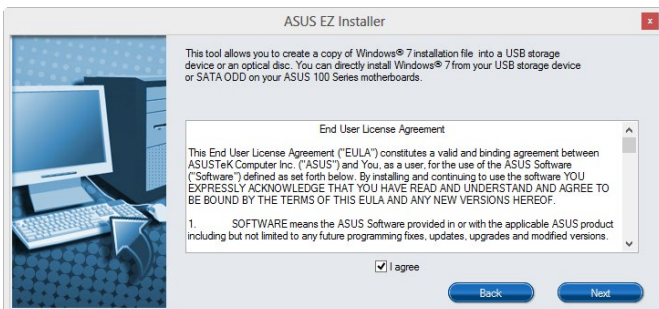 ASUS EZ Installer
x
This tool allows you to create a copy of Windows® 7 installation file into a USB storage
device or an optical disc. You can directly install Windows® 7 from your USB storage device
or SATA ODD on your ASUS 100 Series motherboards.
End User License Agreement
This End User License Agreement ("EULA") constitutes a valid and binding agreement between
ASUSTeK Computer Inc. ("ASUS") and You, as a user, for the use of the ASUS Software
("Software") defined as set forth below. By installing and continuing to use the software YOU
EXPRESSLY ACKNOWLEDGE THAT YOU HAVE READ AND UNDERSTAND AND AGREE TO
BE BOUND BY THE TERMS OF THIS EULA AND ANY NEW VERSIONS HEREOF.
1. SOFTWARE means the ASUS Software provided in or with the applicable ASUS product
including but not limited to any future programming fixes, updates, upgrades and modified versions.
I agree
Back
Next